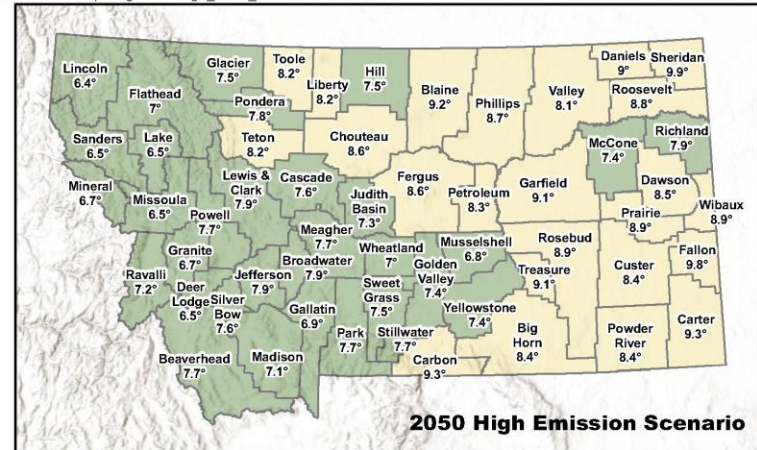 Lincoln
6.4°
Flathead
7°
Glacier
7.5°
Toole
8.2°
Liberty
8.2°
Hill
7.5°
Blaine
9.2°
Phillips
8.7°
Valley
8.1°
Daniels
9°
Sheridan
9.9°
Roosevelt
8.8°
Pondera
7.8°
Teton
8.2°
Chouteau
8.6°
Sanders
6.5°
Lake
6.5°
McCone
7.4°
Richland
7.9°
Mineral
6.7°
Missoula
6.5°
Powell
7.7°
Lewis &
Clark
7.9°
Cascade
7.6°
Judith
Basin
7.3°
Fergus
8.6°
Petroleum
8.3°
Garfield
9.1°
Dawson
8.5°
Prairie
8.9°
Wibaux
8.9°
Granite
6.7°
Meagher
7.7°
Broadwater
7.9°
Wheatland
7°
Musselshell
6.8°
Golden
Valley
7.4°
Rosebud
8.9°
Treasure
9.1°
Custer
8.4°
Fallon
9.8°
Ravalli
7.2°
Deer
Lodge
6.5°
Silver
Bow
7.6°
Jefferson
7.9°
Gallatin
6.9°
Sweet
Grass
7.5°
Yellowstone
7.4°
Park
7.7°
Stillwater
7.7°
Big
Horn
8.4°
Powder
River
8.4°
Carter
9.3°
Beaverhead
7.7°
Madison
7.1°
Carbon
9.3°
2050 High Emission Scenario